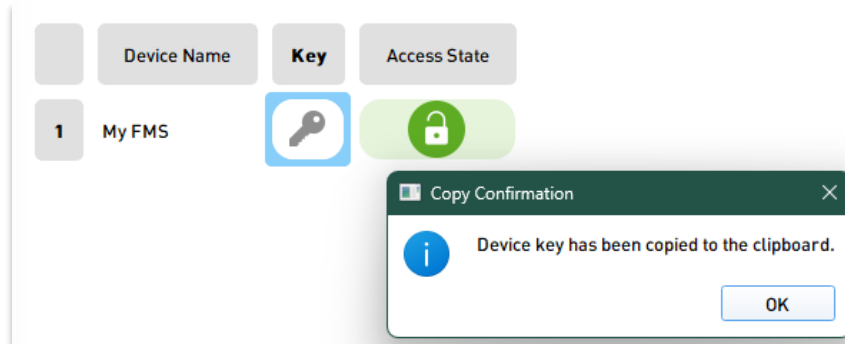 Device Name Key Access State
1 My FMS
Copy Confirmation
Device key has been copied to the clipboard.
OK